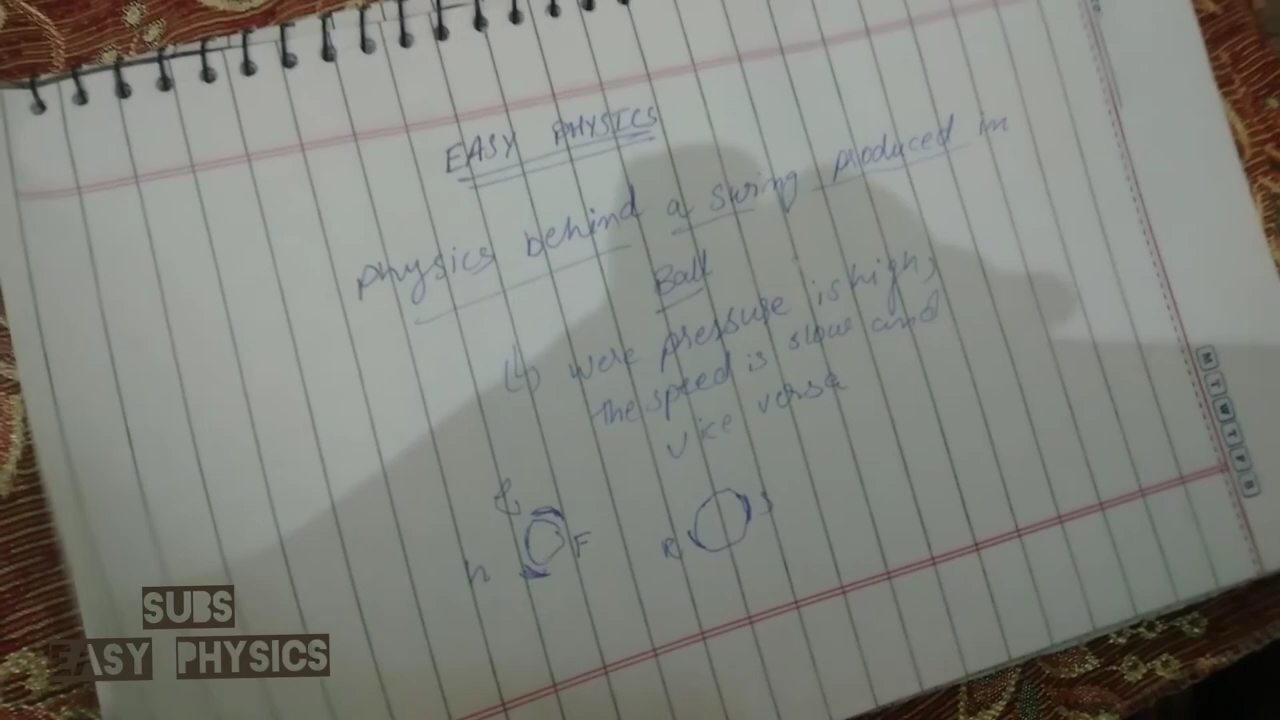 EASY PHYSICS
physics behind a swing produced in
Ball
were pressure is high,
the speed is slow and
vice versa
h F
R S
M T W T F S
SUBS
EASY PHYSICS